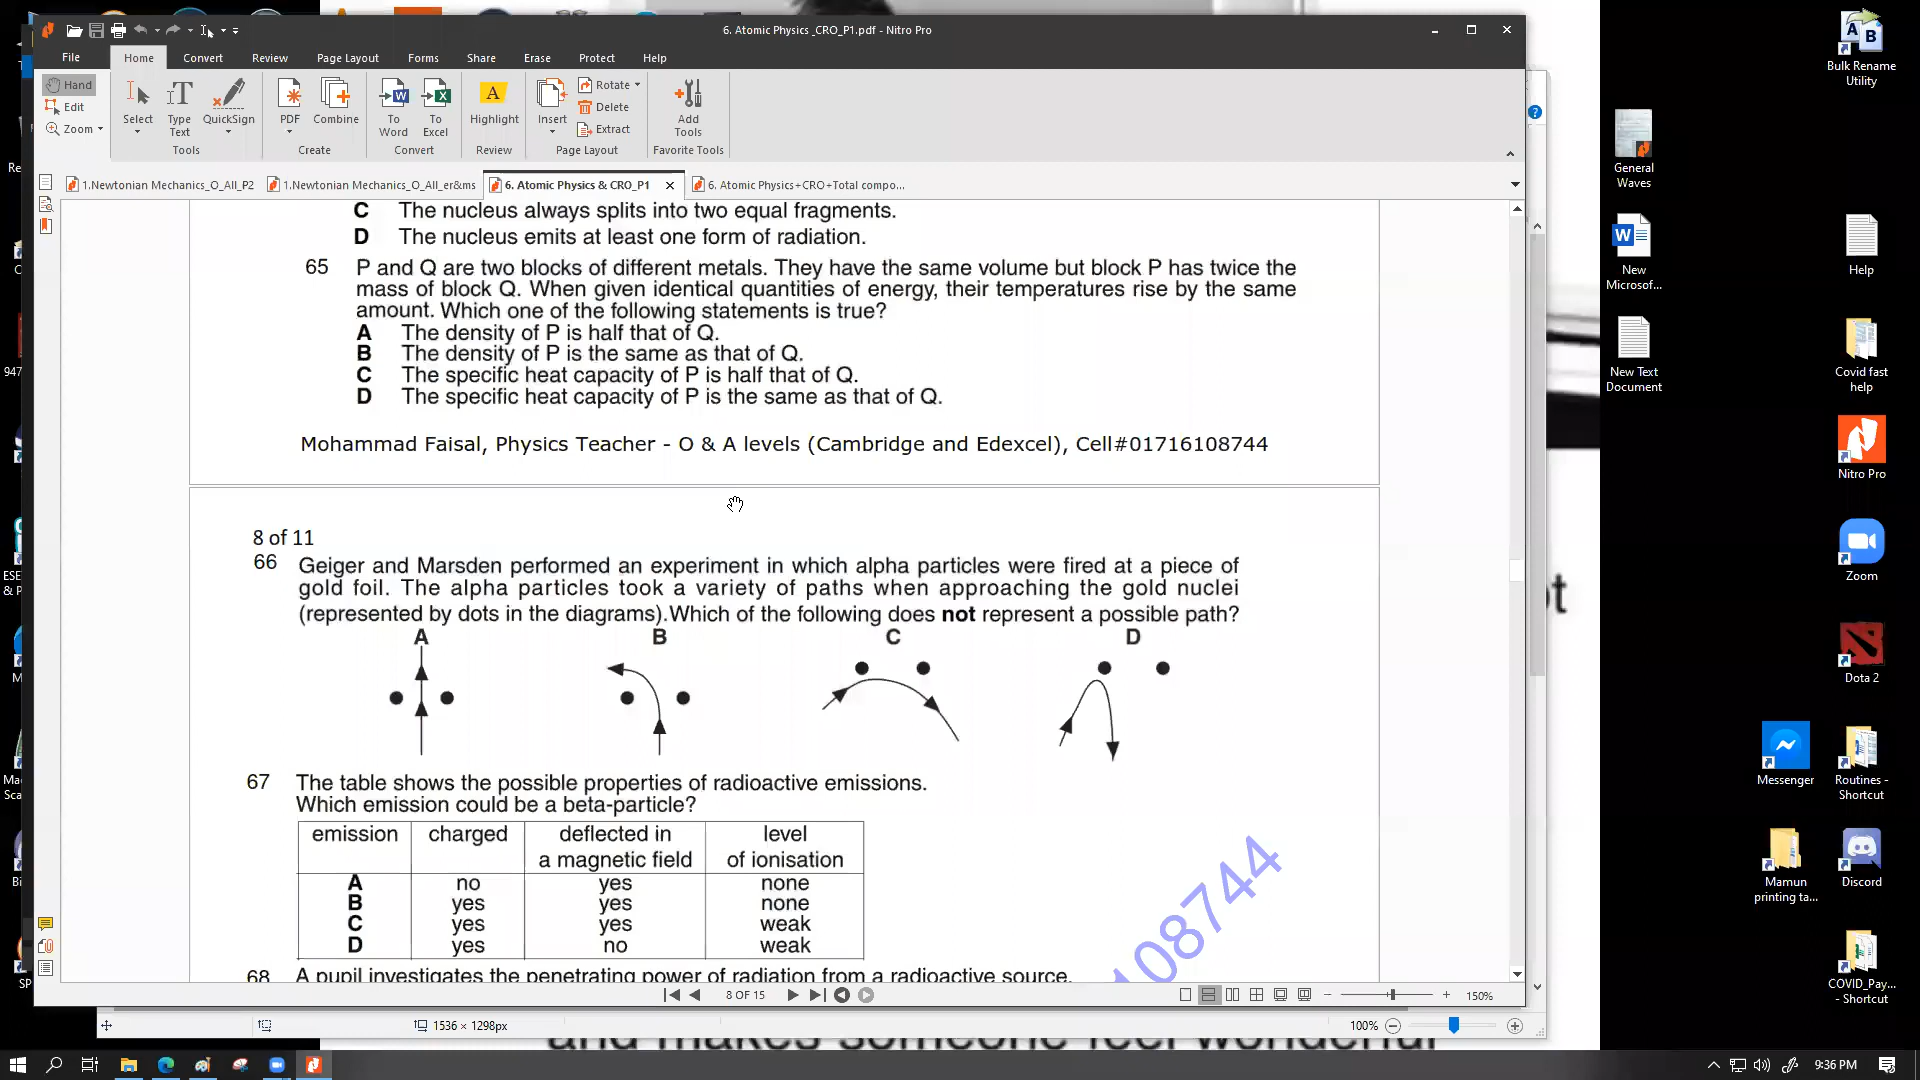 6. Atomic Physics _CRO_P1.pdf - Nitro Pro
File Home Convert Review Page Layout Forms Share Erase Protect Help
Hand
Edit
Zoom
Select
Type Text
QuickSign
Tools
PDF
Combine
Create
To Word
To Excel
Convert
Highlight
Review
Insert
Rotate
Delete
Extract
Page Layout
Add Tools
Favorite Tools
1.Newtonian Mechanics_O_All_P2
1.Newtonian Mechanics_O_All_er&ms
6. Atomic Physics & CRO_P1
6. Atomic Physics+CRO+Total compo...
C The nucleus always splits into two equal fragments.
D The nucleus emits at least one form of radiation.
65 P and Q are two blocks of different metals. They have the same volume but block P has twice the
mass of block Q. When given identical quantities of energy, their temperatures rise by the same
amount. Which one of the following statements is true?
A The density of P is half that of Q.
B The density of P is the same as that of Q.
C The specific heat capacity of P is half that of Q.
D The specific heat capacity of P is the same as that of Q.
Mohammad Faisal, Physics Teacher - O & A levels (Cambridge and Edexcel), Cell#01716108744
8 of 11
66 Geiger and Marsden performed an experiment in which alpha particles were fired at a piece of
gold foil. The alpha particles took a variety of paths when approaching the gold nuclei
(represented by dots in the diagrams).Which of the following does not represent a possible path?
A B C D
67 The table shows the possible properties of radioactive emissions.
Which emission could be a beta-particle?
emission charged deflected in level
a magnetic field of ionisation
A no yes none
B yes yes none
C yes yes weak
D yes no weak
68 A pupil investigates the penetrating power of radiation from a radioactive source.
108744
8 OF 15
150%
1536 × 1298px
100%
and makes someone feel wonderful
Bulk Rename
Utility
General
Waves
New
Microsof...
Help
New Text
Document
Covid fast
help
Nitro Pro
Zoom
Dota 2
Messenger
Routines -
Shortcut
Mamun
printing ta...
Discord
COVID_Pay...
- Shortcut
9:36 PM